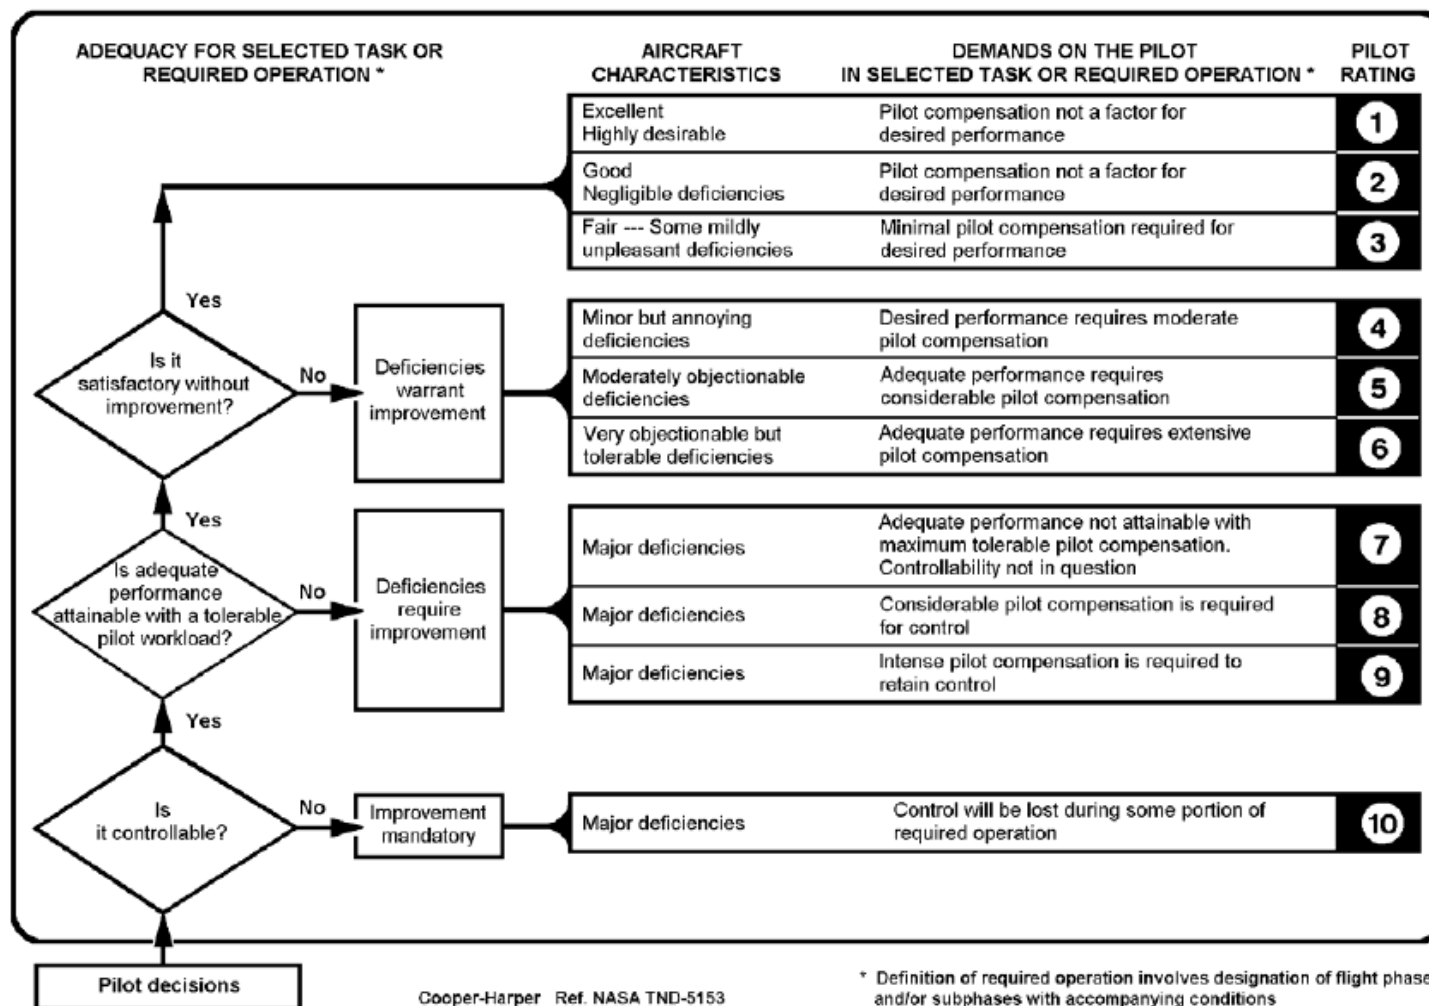 ADEQUACY FOR SELECTED TASK OR
REQUIRED OPERATION *
AIRCRAFT
CHARACTERISTICS
DEMANDS ON THE PILOT
IN SELECTED TASK OR REQUIRED OPERATION *
PILOT
RATING
Excellent
Highly desirable
Pilot compensation not a factor for
desired performance
1
Good
Negligible deficiencies
Pilot compensation not a factor for
desired performance
2
Fair --- Some mildly
unpleasant deficiencies
Minimal pilot compensation required for
desired performance
3
Yes
Is it
satisfactory without
improvement?
No
Deficiencies
warrant
improvement
Minor but annoying
deficiencies
Desired performance requires moderate
pilot compensation
4
Moderately objectionable
deficiencies
Adequate performance requires
considerable pilot compensation
5
Very objectionable but
tolerable deficiencies
Adequate performance requires extensive
pilot compensation
6
Yes
Is adequate
performance
attainable with a tolerable
pilot workload?
No
Deficiencies
require
improvement
Major deficiencies
Adequate performance not attainable with
maximum tolerable pilot compensation.
Controllability not in question
7
Major deficiencies
Considerable pilot compensation is required
for control
8
Major deficiencies
Intense pilot compensation is required to
retain control
9
Yes
Is
it controllable?
No
Improvement
mandatory
Major deficiencies
Control will be lost during some portion of
required operation
10
Pilot decisions
Cooper-Harper Ref. NASA TND-5153
* Definition of required operation involves designation of flight phase
and/or subphases with accompanying conditions